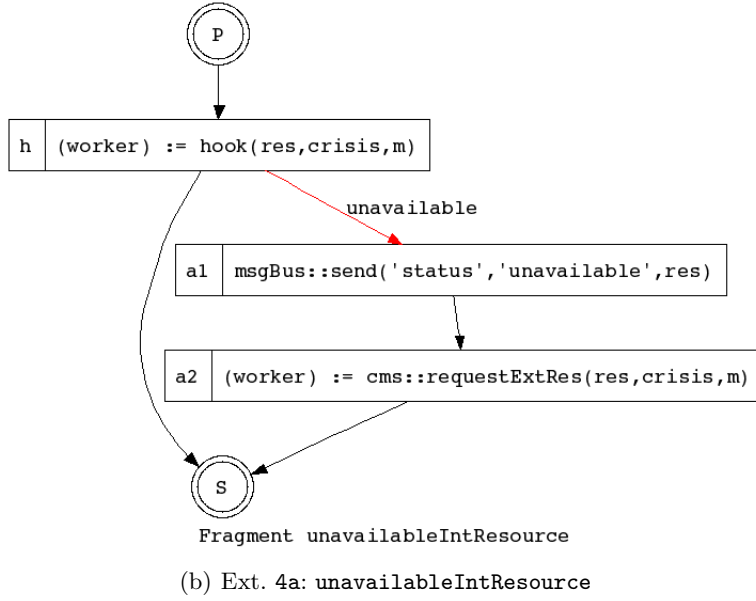 P
h (worker) := hook(res,crisis,m)
unavailable
a1 msgBus::send('status','unavailable',res)
a2 (worker) := cms::requestExtRes(res,crisis,m)
S
Fragment unavailableIntResource
(b) Ext. 4a: unavailableIntResource